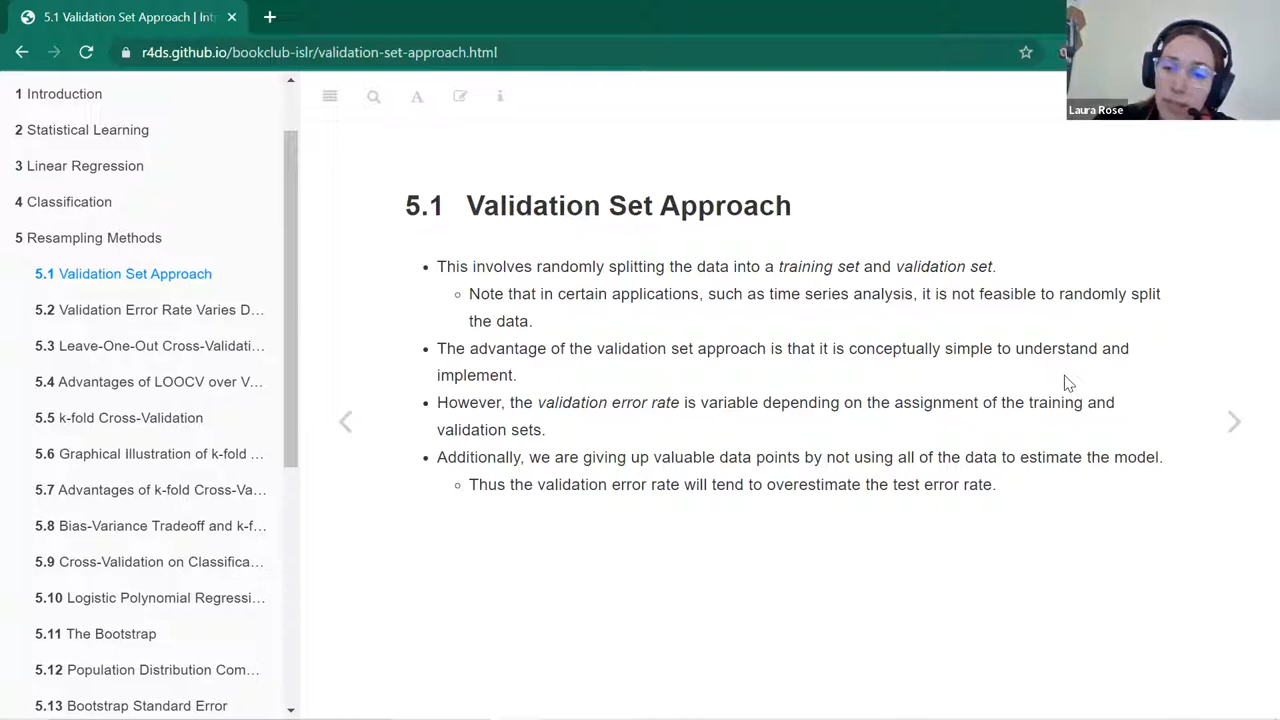 5.1 Validation Set Approach | Int
r4ds.github.io/bookclub-islr/validation-set-approach.html
Laura Rose
1 Introduction
2 Statistical Learning
3 Linear Regression
4 Classification
5 Resampling Methods
5.1 Validation Set Approach
5.2 Validation Error Rate Varies D...
5.3 Leave-One-Out Cross-Validati...
5.4 Advantages of LOOCV over V...
5.5 k-fold Cross-Validation
5.6 Graphical Illustration of k-fold ...
5.7 Advantages of k-fold Cross-Va...
5.8 Bias-Variance Tradeoff and k-f...
5.9 Cross-Validation on Classifica...
5.10 Logistic Polynomial Regressi...
5.11 The Bootstrap
5.12 Population Distribution Com...
5.13 Bootstrap Standard Error
5.1 Validation Set Approach
• This involves randomly splitting the data into a training set and validation set.
◦ Note that in certain applications, such as time series analysis, it is not feasible to randomly split
the data.
• The advantage of the validation set approach is that it is conceptually simple to understand and
implement.
• However, the validation error rate is variable depending on the assignment of the training and
validation sets.
• Additionally, we are giving up valuable data points by not using all of the data to estimate the model.
◦ Thus the validation error rate will tend to overestimate the test error rate.